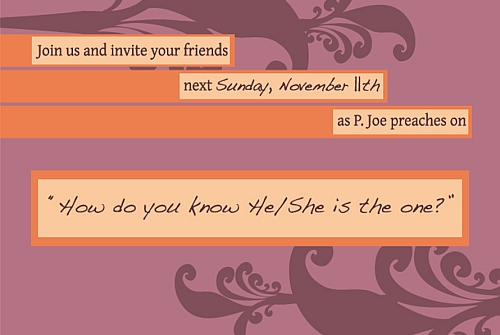 Join us and invite your friends
next Sunday, November 11th
as P. Joe preaches on
"How do you know He/She is the one?"